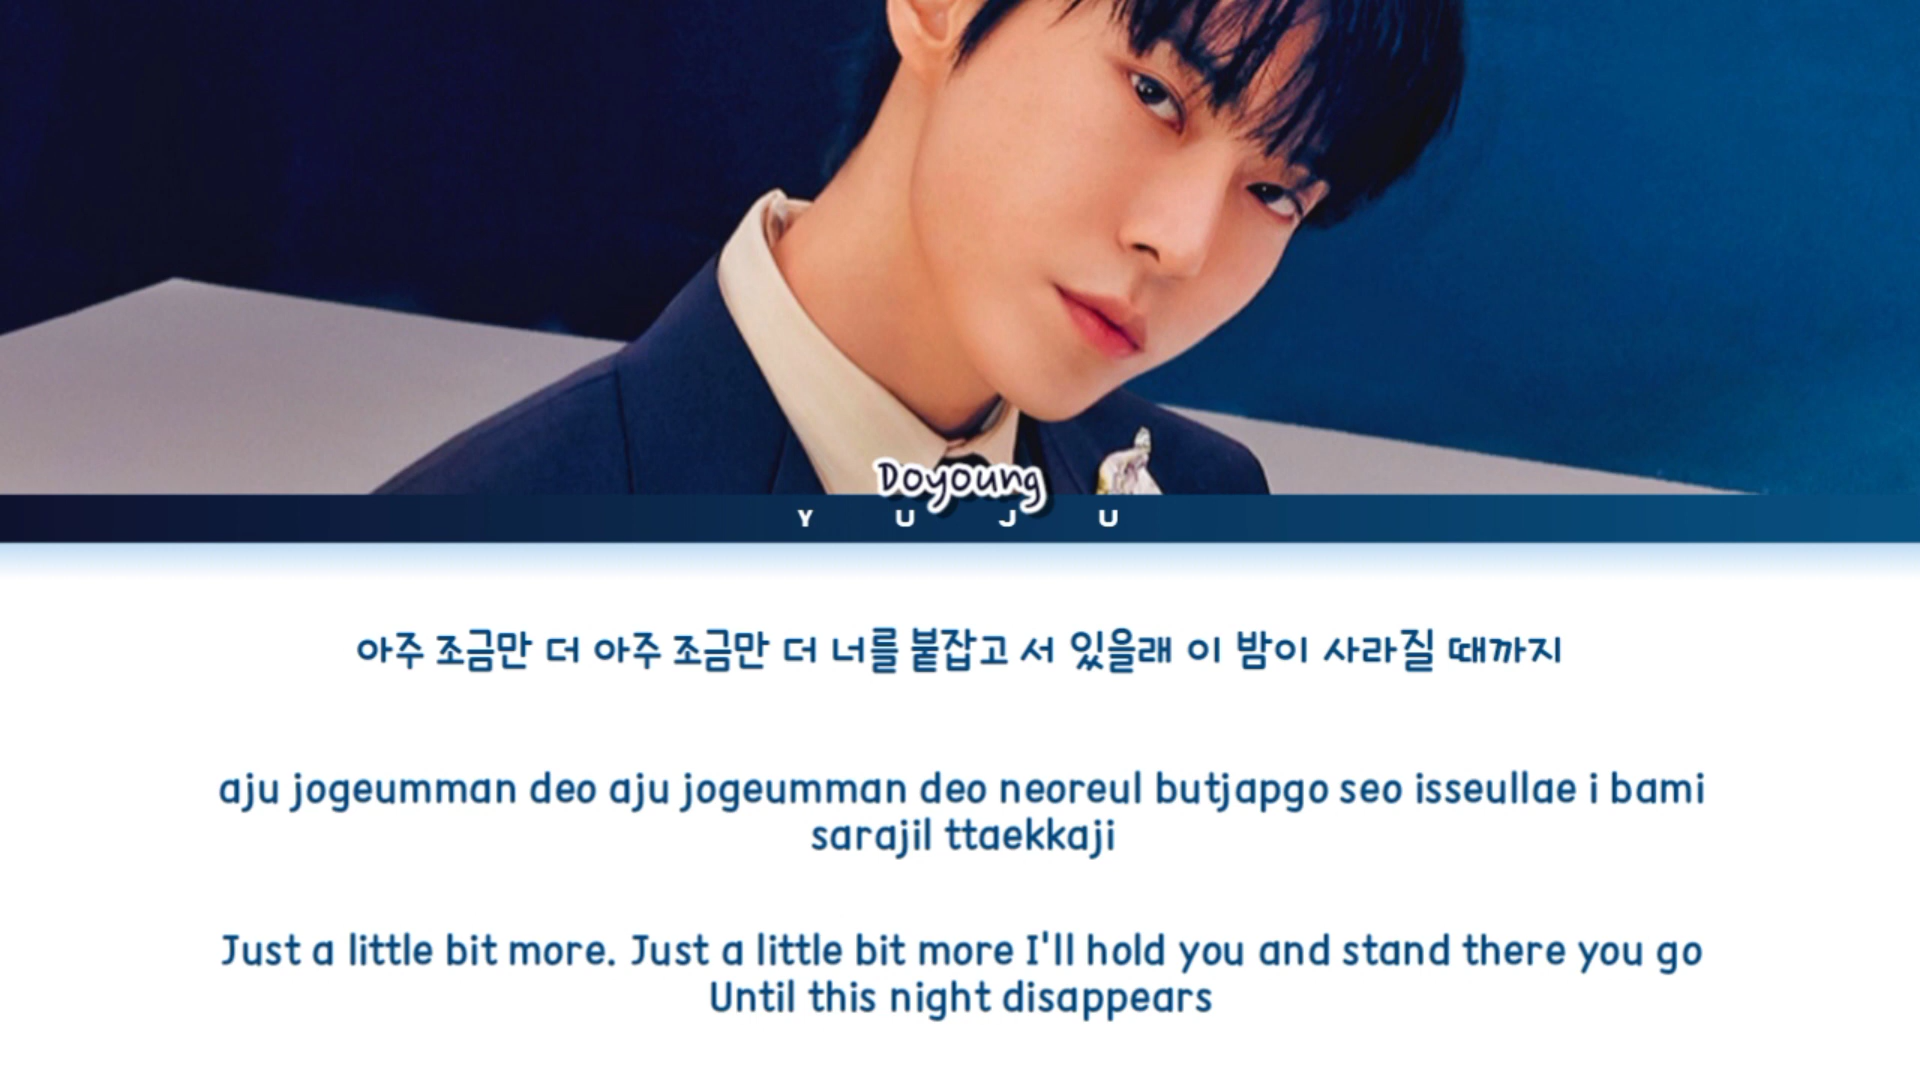 Doyoung
Y U J U
아주 조금만 더 아주 조금만 더 너를 붙잡고 서 있을래 이 밤이 사라질 때까지
aju jogeumman deo aju jogeumman deo neoreul butjapgo seo isseullae i bami
sarajil ttaekkaji
Just a little bit more. Just a little bit more I'll hold you and stand there you go
Until this night disappears